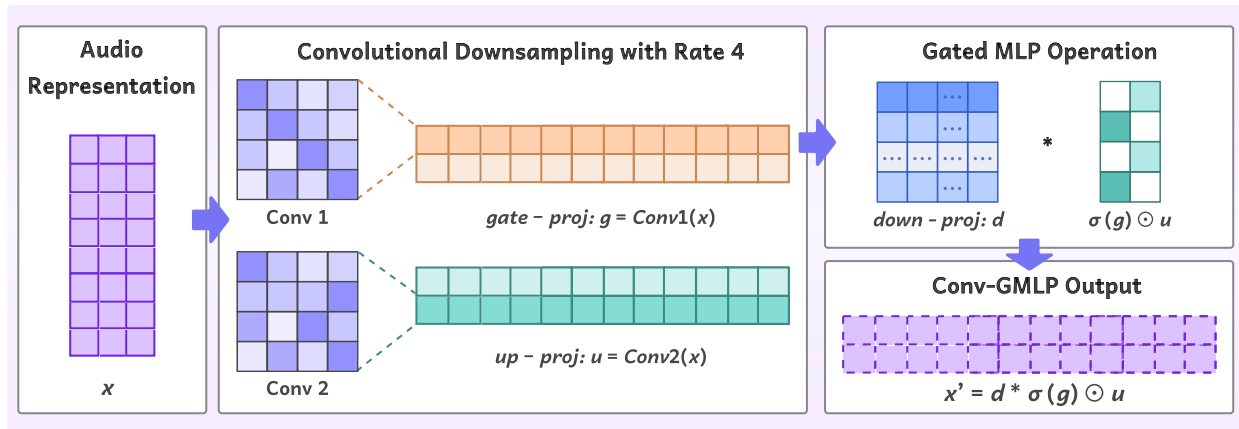 Audio
Representation
x
Convolutional Downsampling with Rate 4
Conv 1
gate – proj: g = Conv1(x)
Conv 2
up – proj: u = Conv2(x)
Gated MLP Operation
...
...
... ... ... ...
...
*
down – proj: d
σ (g) ⊙ u
Conv-GMLP Output
x’ = d * σ (g) ⊙ u